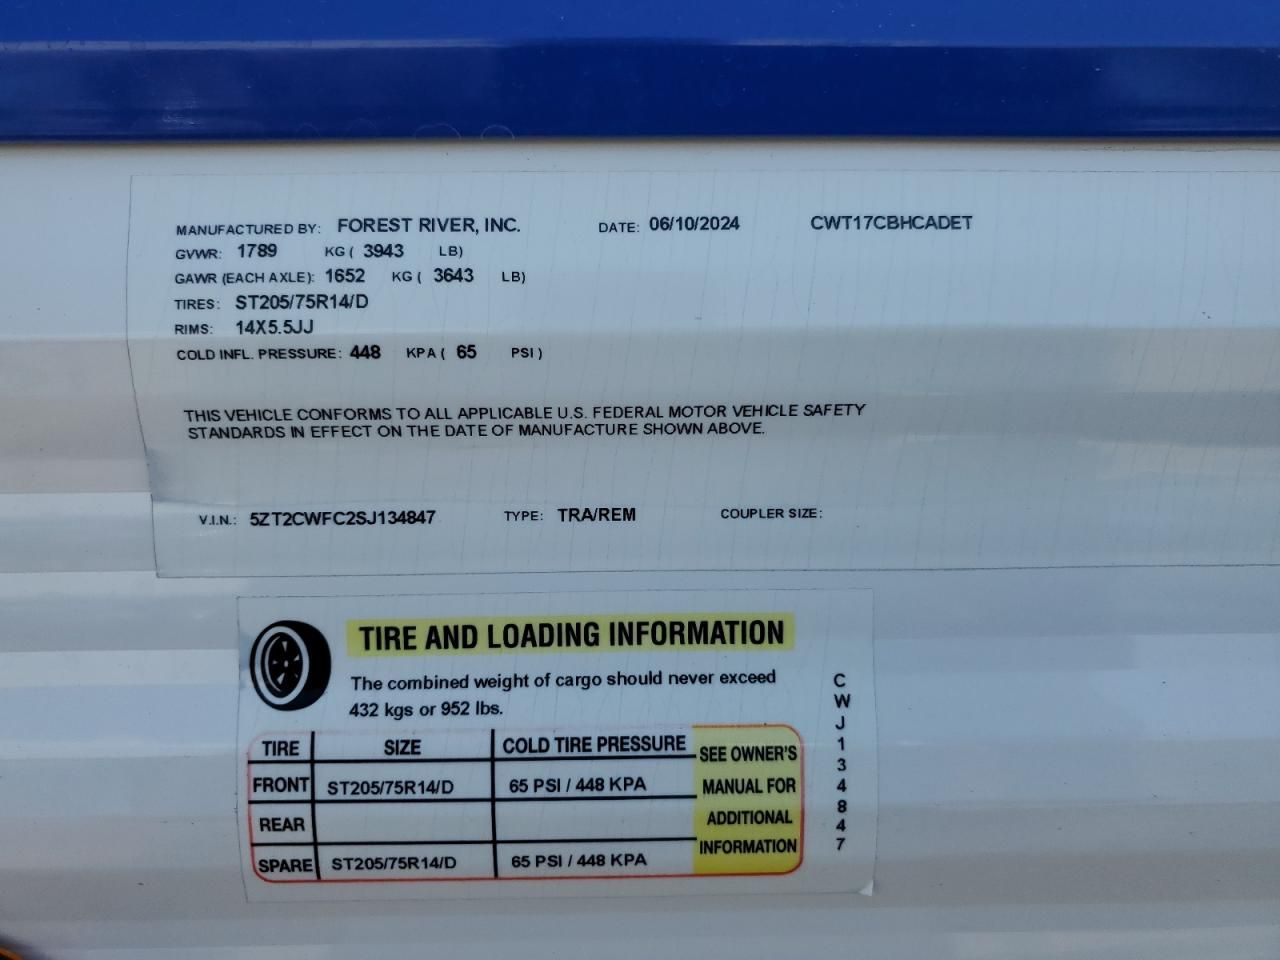 MANUFACTURED BY: FOREST RIVER, INC. DATE: 06/10/2024 CWT17CBHCADET
GVWR: 1789 KG ( 3943 LB)
GAWR (EACH AXLE): 1652 KG ( 3643 LB)
TIRES: ST205/75R14/D
RIMS: 14X5.5JJ
COLD INFL. PRESSURE: 448 KPA ( 65 PSI )
THIS VEHICLE CONFORMS TO ALL APPLICABLE U.S. FEDERAL MOTOR VEHICLE SAFETY
STANDARDS IN EFFECT ON THE DATE OF MANUFACTURE SHOWN ABOVE.
V.I.N.: 5ZT2CWFC2SJ134847 TYPE: TRA/REM COUPLER SIZE:
TIRE AND LOADING INFORMATION
The combined weight of cargo should never exceed
432 kgs or 952 lbs.
TIRE SIZE COLD TIRE PRESSURE
FRONT ST205/75R14/D 65 PSI / 448 KPA
REAR
SPARE ST205/75R14/D 65 PSI / 448 KPA
SEE OWNER'S
MANUAL FOR
ADDITIONAL
INFORMATION
CWJ134847